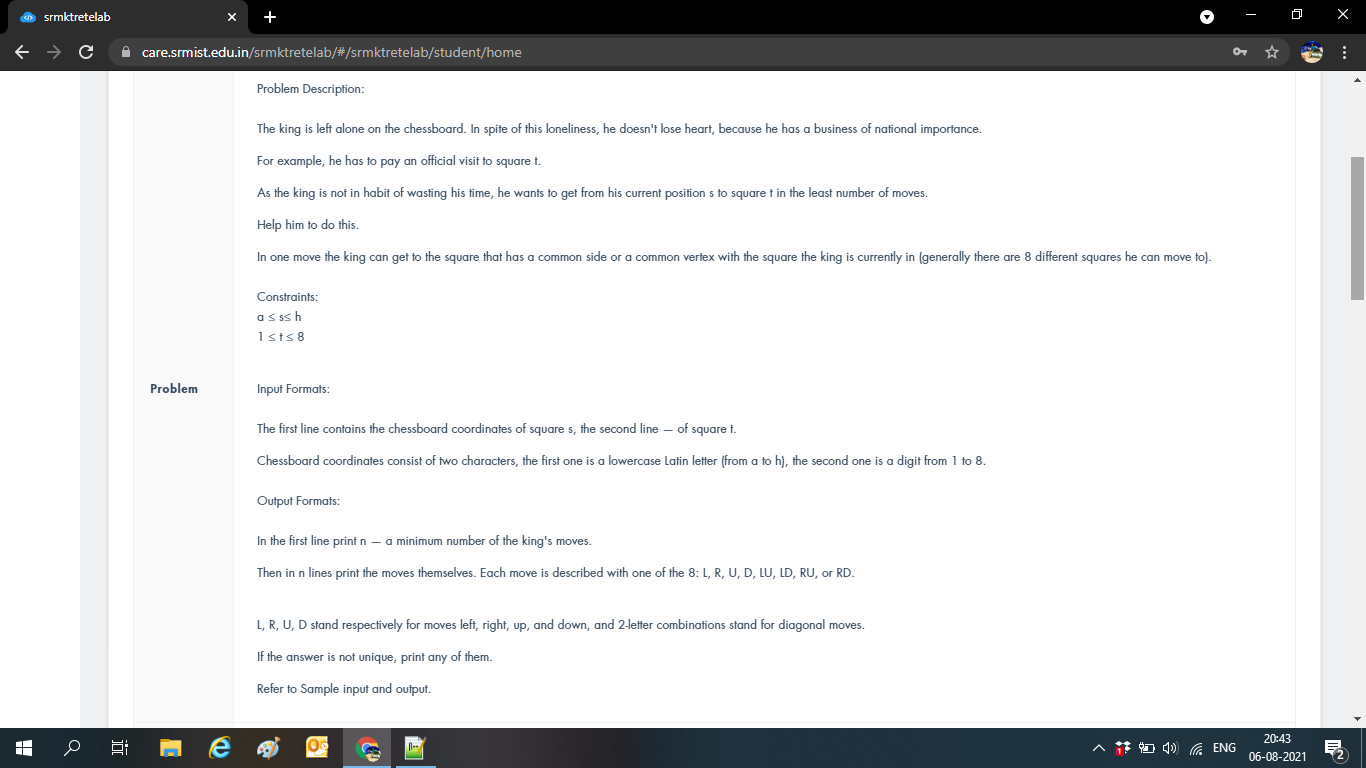 srmktretelab
care.srmist.edu.in/srmktretelab/#/srmktretelab/student/home
Problem Description:
The king is left alone on the chessboard. In spite of this loneliness, he doesn't lose heart, because he has a business of national importance.
For example, he has to pay an official visit to square t.
As the king is not in habit of wasting his time, he wants to get from his current position s to square t in the least number of moves.
Help him to do this.
In one move the king can get to the square that has a common side or a common vertex with the square the king is currently in (generally there are 8 different squares he can move to).
Constraints:
a ≤ s≤ h
1 ≤ t ≤ 8
Problem
Input Formats:
The first line contains the chessboard coordinates of square s, the second line — of square t.
Chessboard coordinates consist of two characters, the first one is a lowercase Latin letter (from a to h), the second one is a digit from 1 to 8.
Output Formats:
In the first line print n — a minimum number of the king's moves.
Then in n lines print the moves themselves. Each move is described with one of the 8: L, R, U, D, LU, LD, RU, or RD.
L, R, U, D stand respectively for moves left, right, up, and down, and 2-letter combinations stand for diagonal moves.
If the answer is not unique, print any of them.
Refer to Sample input and output.
ENG
20:43
06-08-2021
2